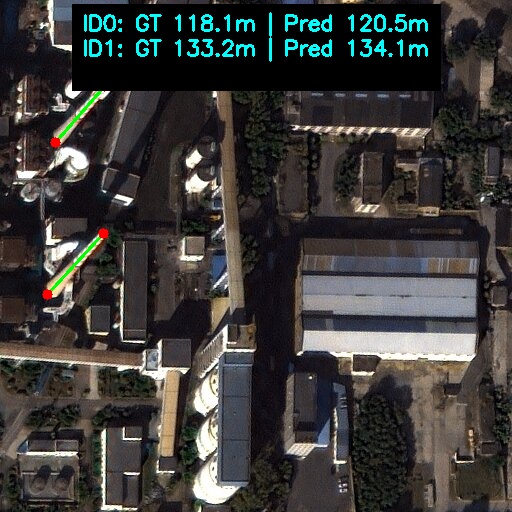 ID0: GT 118.1m | Pred 120.5m
ID1: GT 133.2m | Pred 134.1m